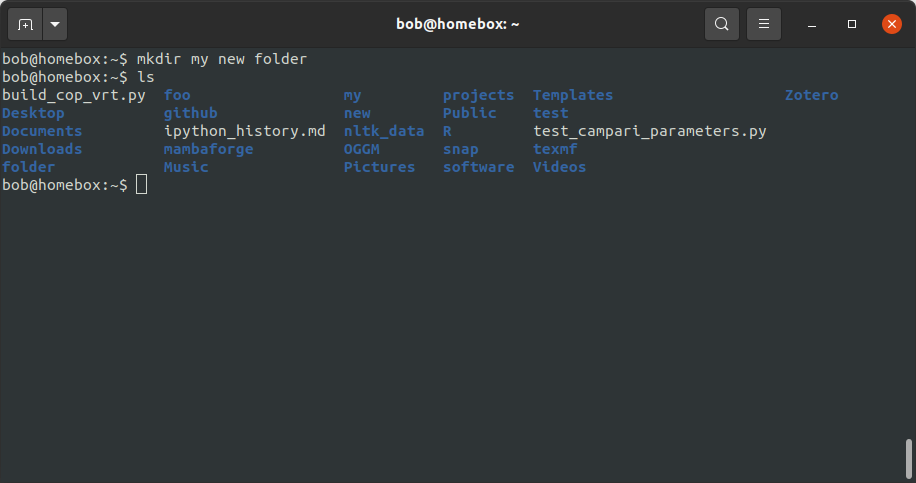 bob@homebox: ~
bob@homebox:~$ mkdir my new folder
bob@homebox:~$ ls
build_cop_vrt.py  foo                 my         projects  Templates                   Zotero
Desktop           github              new        Public    test
Documents         ipython_history.md  nltk_data  R         test_campari_parameters.py
Downloads         mambaforge          OGGM       snap      texmf
folder            Music               Pictures   software  Videos
bob@homebox:~$